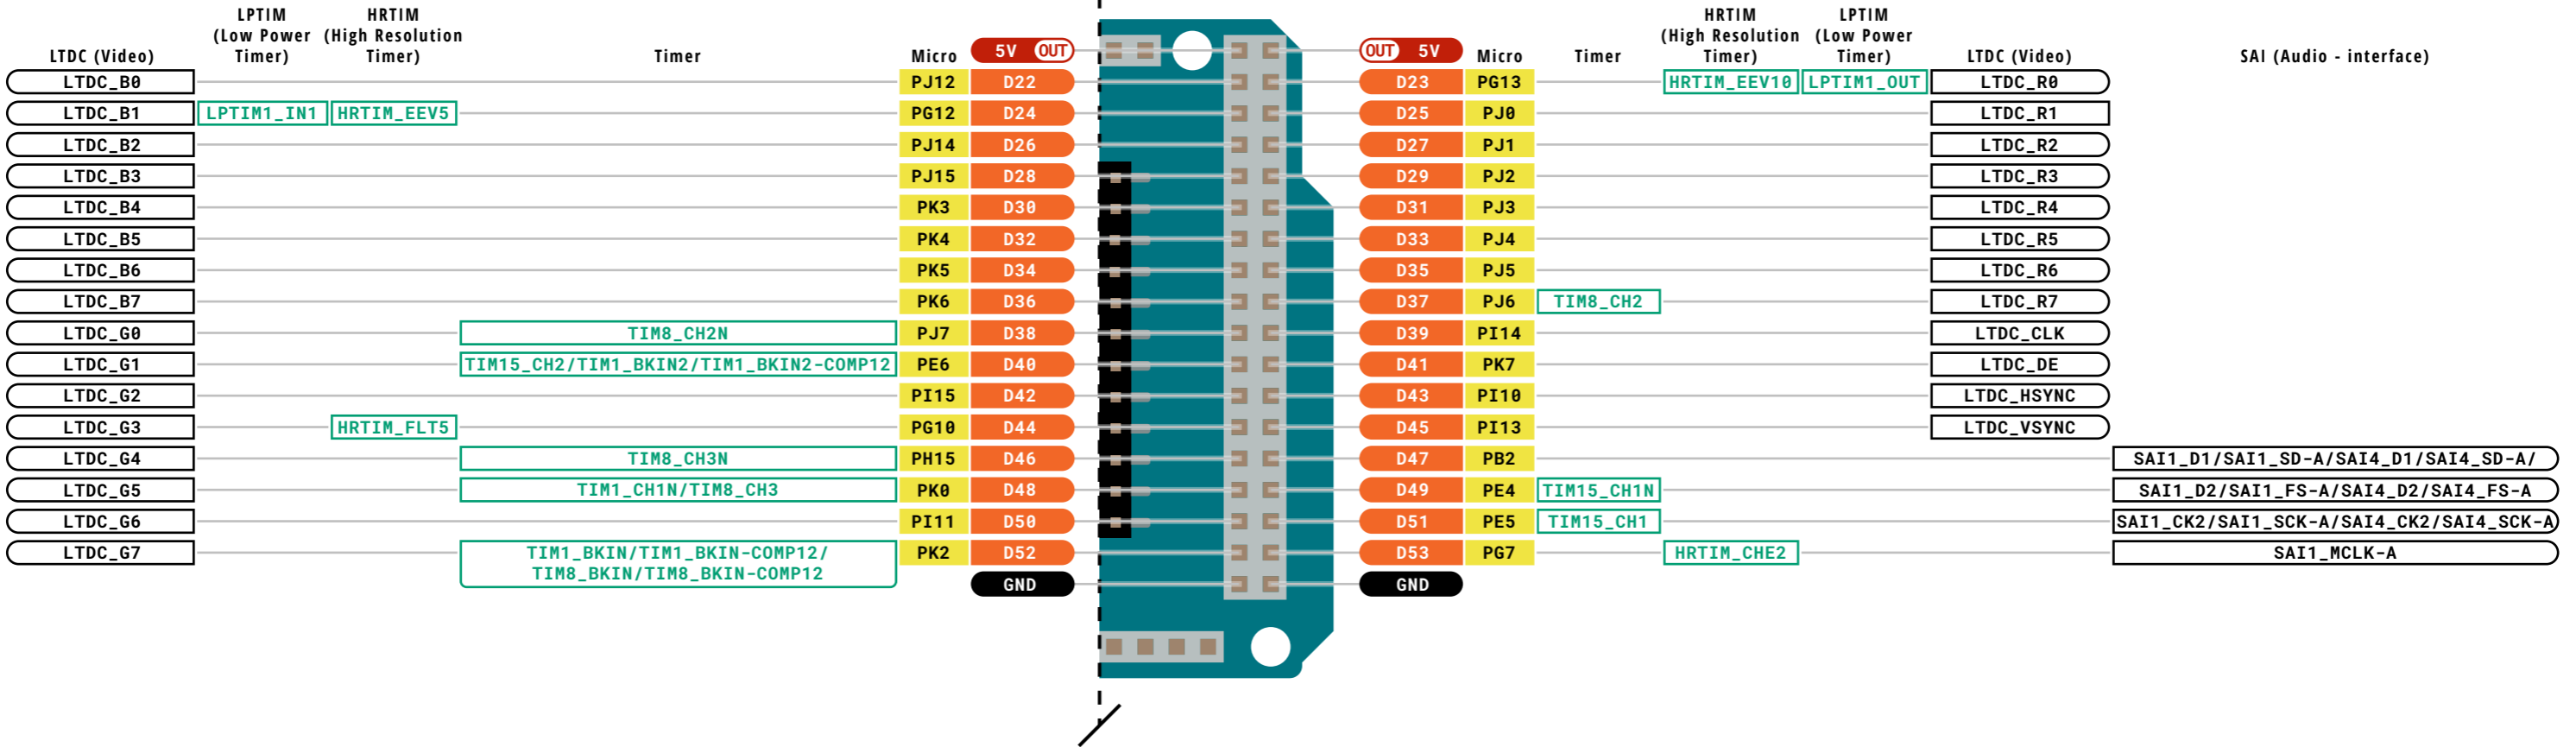 LPTIM
(Low Power
Timer)
HRTIM
(High Resolution
Timer)
HRTIM
(High Resolution
Timer)
LPTIM
(Low Power
Timer)
LTDC (Video) Timer Micro 5V OUT OUT 5V Micro Timer LTDC (Video) SAI (Audio - interface)
LTDC_B0 PJ12 D22 D23 PG13 HRTIM_EEV10 LPTIM1_OUT LTDC_R0
LTDC_B1 LPTIM1_IN1 HRTIM_EEV5 PG12 D24 D25 PJ0 LTDC_R1
LTDC_B2 PJ14 D26 D27 PJ1 LTDC_R2
LTDC_B3 PJ15 D28 D29 PJ2 LTDC_R3
LTDC_B4 PK3 D30 D31 PJ3 LTDC_R4
LTDC_B5 PK4 D32 D33 PJ4 LTDC_R5
LTDC_B6 PK5 D34 D35 PJ5 LTDC_R6
LTDC_B7 PK6 D36 D37 PJ6 TIM8_CH2 LTDC_R7
LTDC_G0 TIM8_CH2N PJ7 D38 D39 PI14 LTDC_CLK
LTDC_G1 TIM15_CH2/TIM1_BKIN2/TIM1_BKIN2-COMP12 PE6 D40 D41 PK7 LTDC_DE
LTDC_G2 PI15 D42 D43 PI10 LTDC_HSYNC
LTDC_G3 HRTIM_FLT5 PG10 D44 D45 PI13 LTDC_VSYNC
LTDC_G4 TIM8_CH3N PH15 D46 D47 PB2 SAI1_D1/SAI1_SD-A/SAI4_D1/SAI4_SD-A/
LTDC_G5 TIM1_CH1N/TIM8_CH3 PK0 D48 D49 PE4 TIM15_CH1N SAI1_D2/SAI1_FS-A/SAI4_D2/SAI4_FS-A
LTDC_G6 PI11 D50 D51 PE5 TIM15_CH1 SAI1_CK2/SAI1_SCK-A/SAI4_CK2/SAI4_SCK-A
LTDC_G7 TIM1_BKIN/TIM1_BKIN-COMP12/ PK2 D52 D53 PG7 HRTIM_CHE2 SAI1_MCLK-A
TIM8_BKIN/TIM8_BKIN-COMP12
GND GND